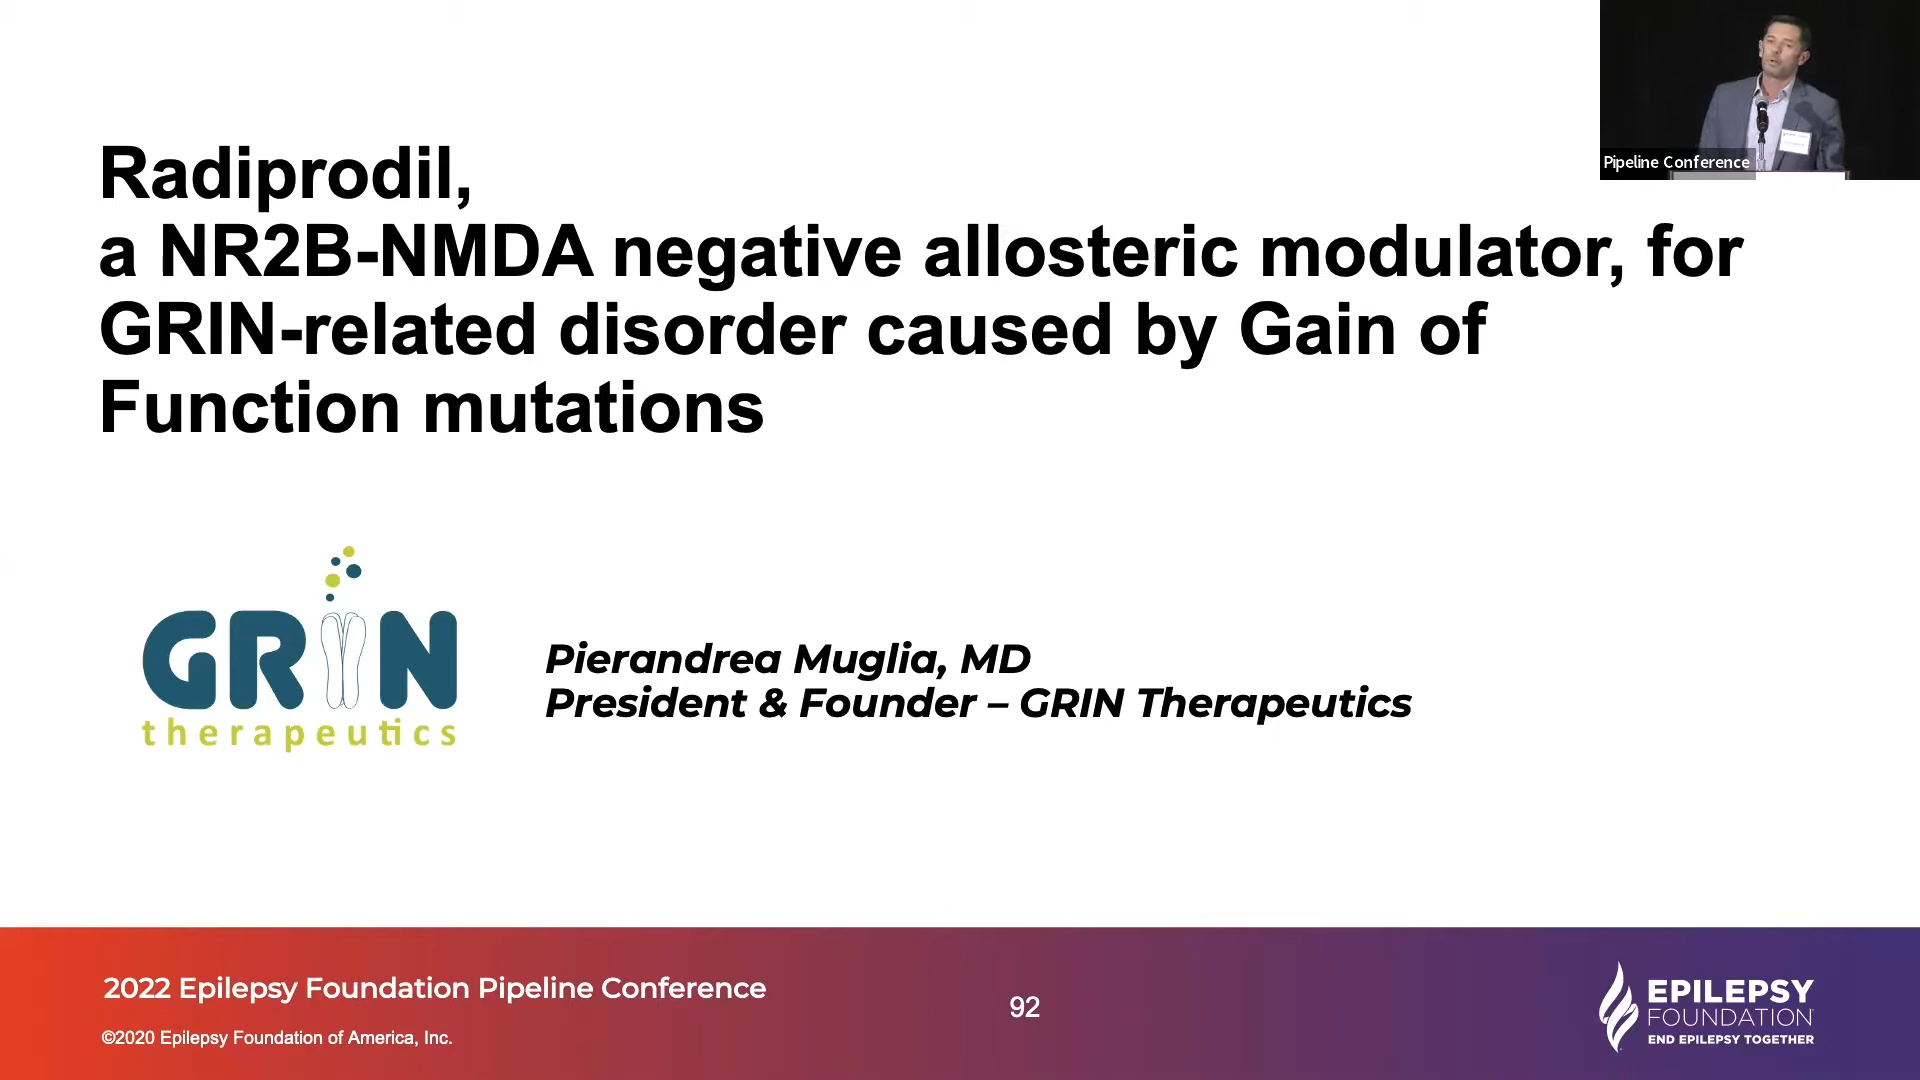 Pipeline Conference
Radiprodil,
a NR2B-NMDA negative allosteric modulator, for
GRIN-related disorder caused by Gain of
Function mutations
GRIN
therapeutics
Pierandrea Muglia, MD
President & Founder – GRIN Therapeutics
2022 Epilepsy Foundation Pipeline Conference
©2020 Epilepsy Foundation of America, Inc.
92
EPILEPSY
FOUNDATION
END EPILEPSY TOGETHER